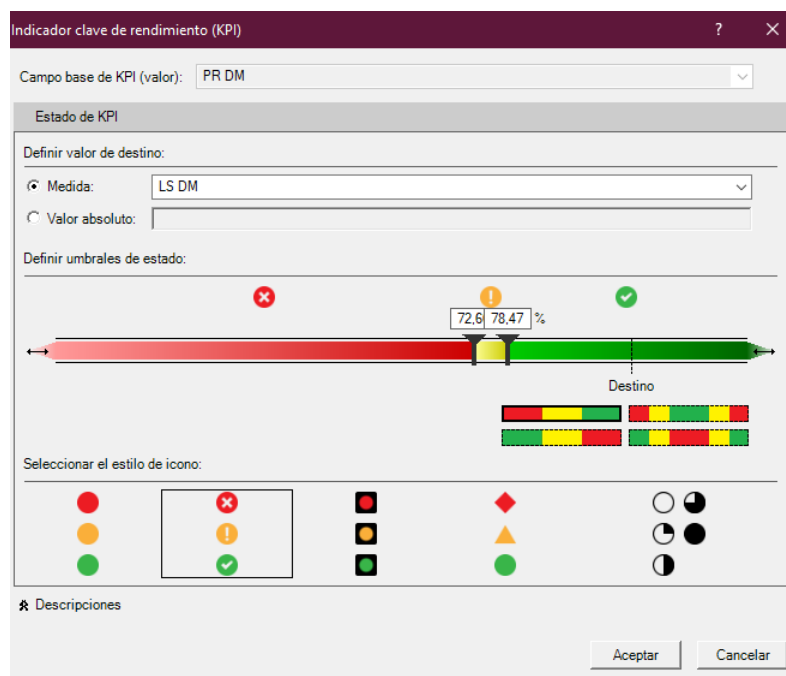 Indicador clave de rendimiento (KPI) ?
Campo base de KPI (valor): PR DM
Estado de KPI
Definir valor de destino:
Medida: LS DM
Valor absoluto:
Definir umbrales de estado:
72,6 78,47 %
Destino
Seleccionar el estilo de icono:
Descripciones
Aceptar Cancelar